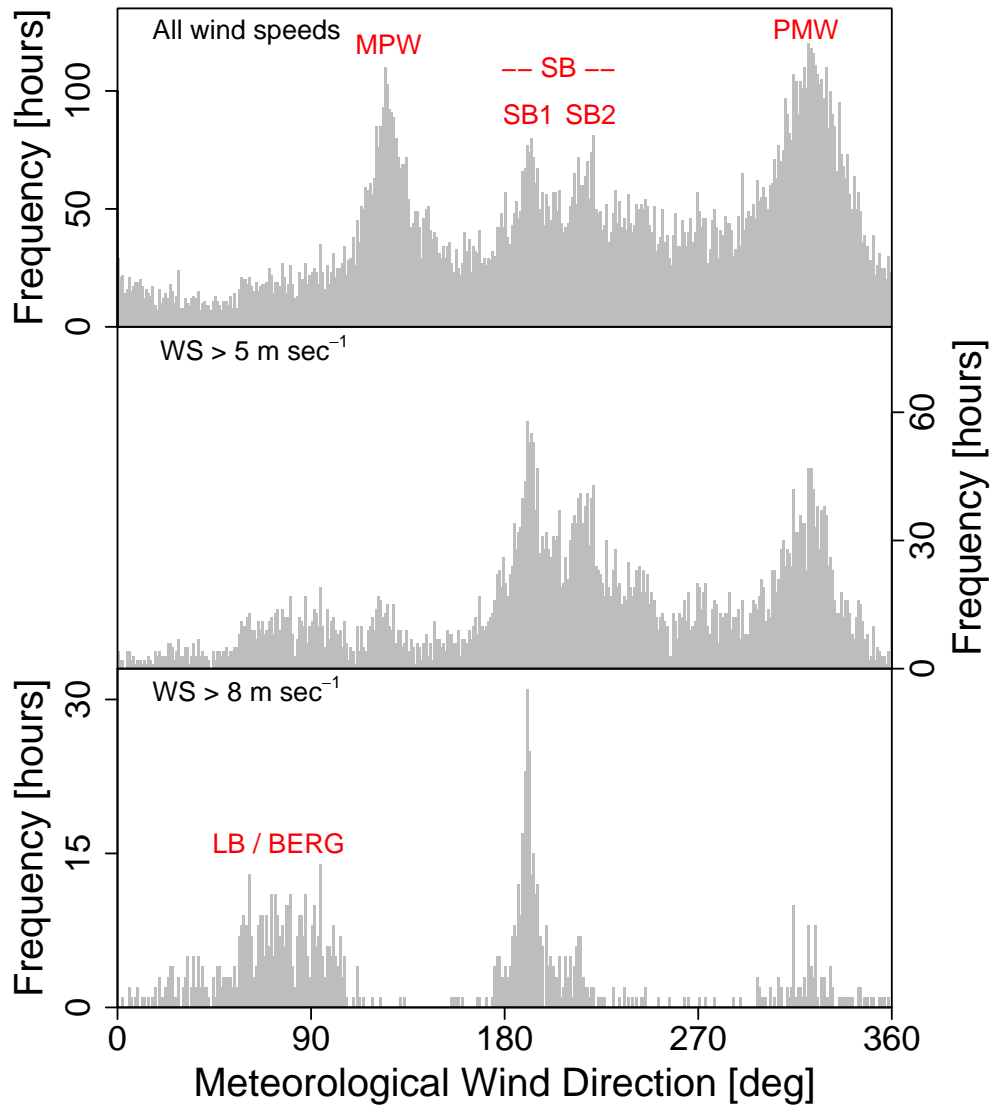 All wind speeds
MPW
PMW
−− SB −−
SB1 SB2
Frequency [hours]
0 50 100
WS > 5 m sec−1
Frequency [hours]
0 30 60
WS > 8 m sec−1
LB / BERG
Frequency [hours]
0 15 30
0 90 180 270 360
Meteorological Wind Direction [deg]